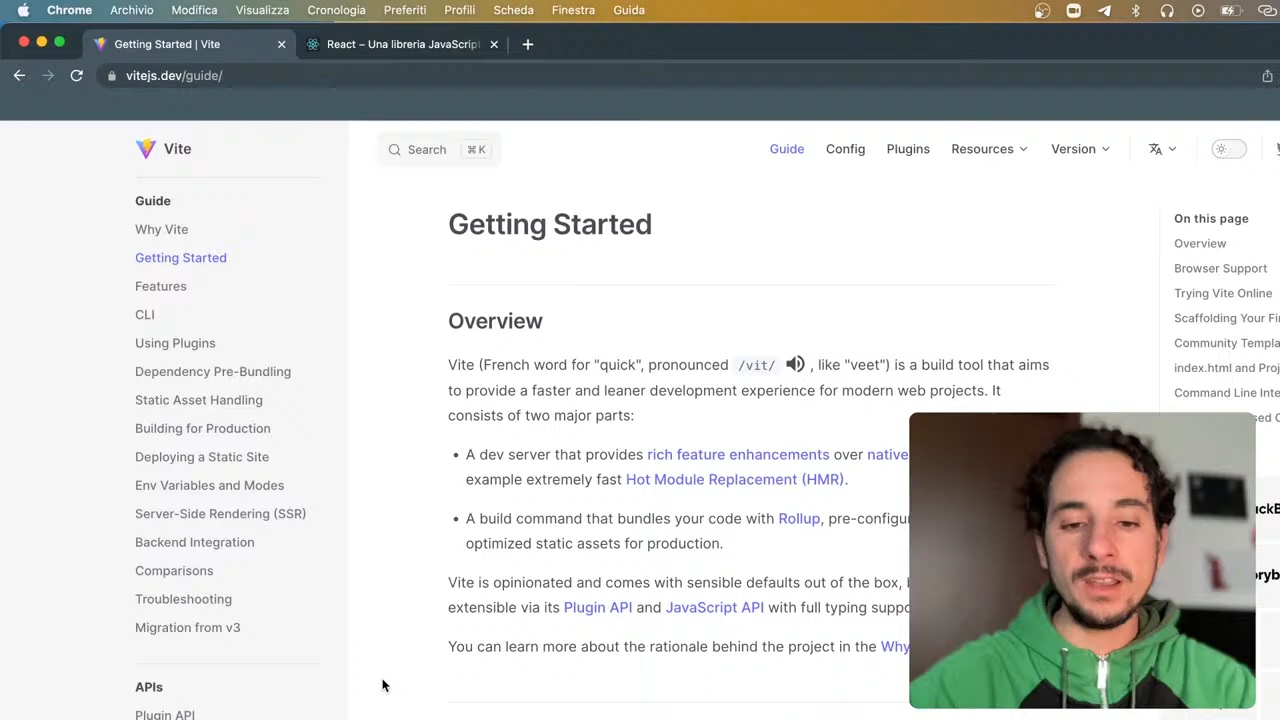 Chrome Archivio Modifica Visualizza Cronologia Preferiti Profili Scheda Finestra Guida
Getting Started | Vite
React – Una libreria JavaScript
vitejs.dev/guide/
Vite
Search ⌘ K
Guide Config Plugins Resources Version
Guide
Why Vite
Getting Started
Features
CLI
Using Plugins
Dependency Pre-Bundling
Static Asset Handling
Building for Production
Deploying a Static Site
Env Variables and Modes
Server-Side Rendering (SSR)
Backend Integration
Comparisons
Troubleshooting
Migration from v3
APIs
Plugin API
Getting Started
Overview
Vite (French word for "quick", pronounced /vit/ , like "veet") is a build tool that aims
to provide a faster and leaner development experience for modern web projects. It
consists of two major parts:
• A dev server that provides rich feature enhancements over native
example extremely fast Hot Module Replacement (HMR).
• A build command that bundles your code with Rollup, pre-configu
optimized static assets for production.
Vite is opinionated and comes with sensible defaults out of the box,
extensible via its Plugin API and JavaScript API with full typing suppo
You can learn more about the rationale behind the project in the Why
On this page
Overview
Browser Support
Trying Vite Online
Scaffolding Your Fi
Community Templa
index.html and Proj
Command Line Inte